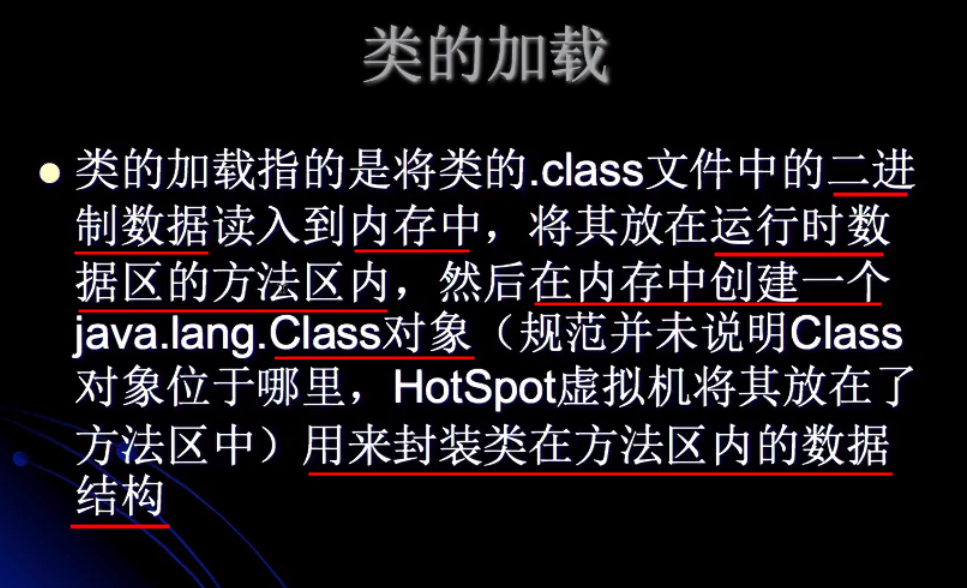 类的加载
类的加载指的是将类的.class文件中的二进
制数据读入到内存中，将其放在运行时数
据区的方法区内，然后在内存中创建一个
java.lang.Class对象（规范并未说明Class
对象位于哪里，HotSpot虚拟机将其放在了
方法区中）用来封装类在方法区内的数据
结构